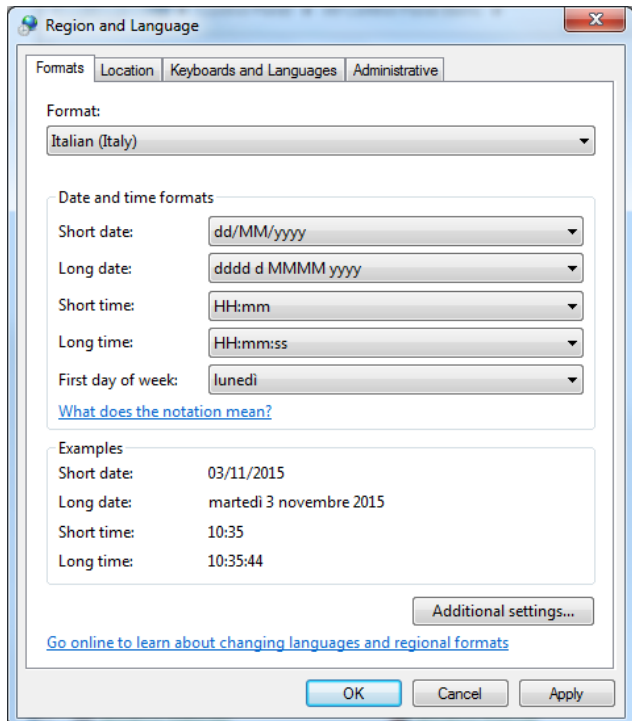 Region and Language
Formats Location Keyboards and Languages Administrative
Format:
Italian (Italy)
Date and time formats
Short date: dd/MM/yyyy
Long date: dddd d MMMM yyyy
Short time: HH:mm
Long time: HH:mm:ss
First day of week: lunedì
What does the notation mean?
Examples
Short date: 03/11/2015
Long date: martedì 3 novembre 2015
Short time: 10:35
Long time: 10:35:44
Additional settings...
Go online to learn about changing languages and regional formats
OK Cancel Apply